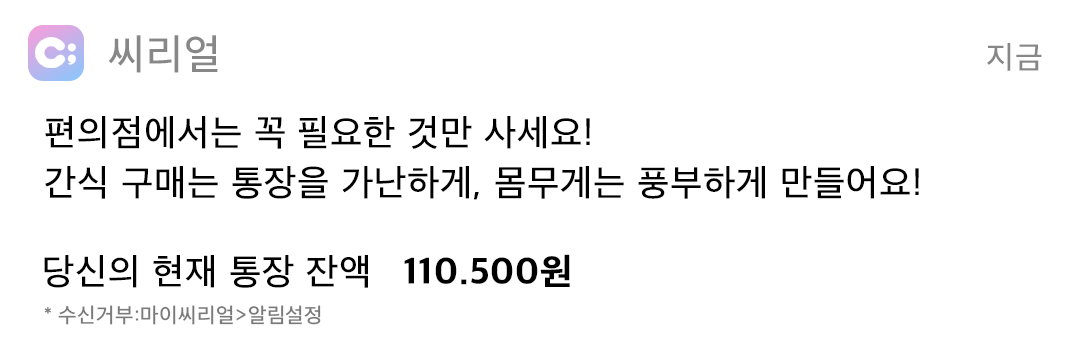 C;
씨리얼
지금
편의점에서는 꼭 필요한 것만 사세요!
간식 구매는 통장을 가난하게, 몸무게는 풍부하게 만들어요!
당신의 현재 통장 잔액 110.500원
* 수신거부:마이씨리얼>알림설정